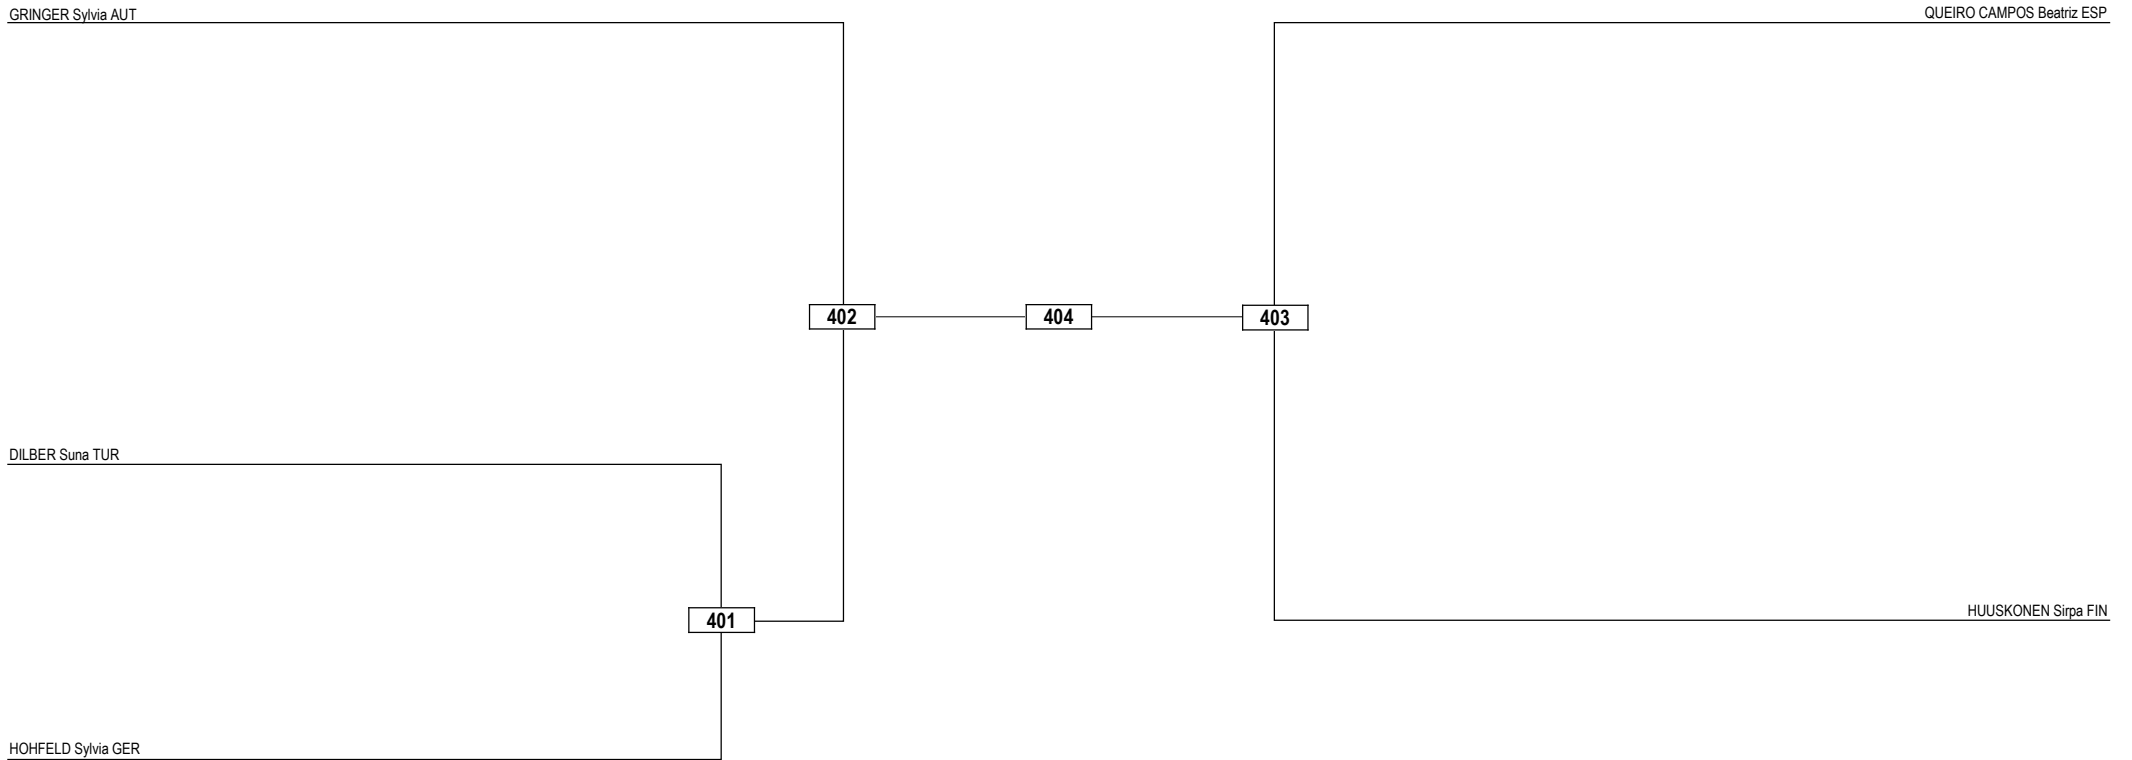 GRINGER Sylvia AUT
QUEIRO CAMPOS Beatriz ESP
402
404
403
DILBER Suna TUR
401
HUUSKONEN Sirpa FIN
HOHFELD Sylvia GER